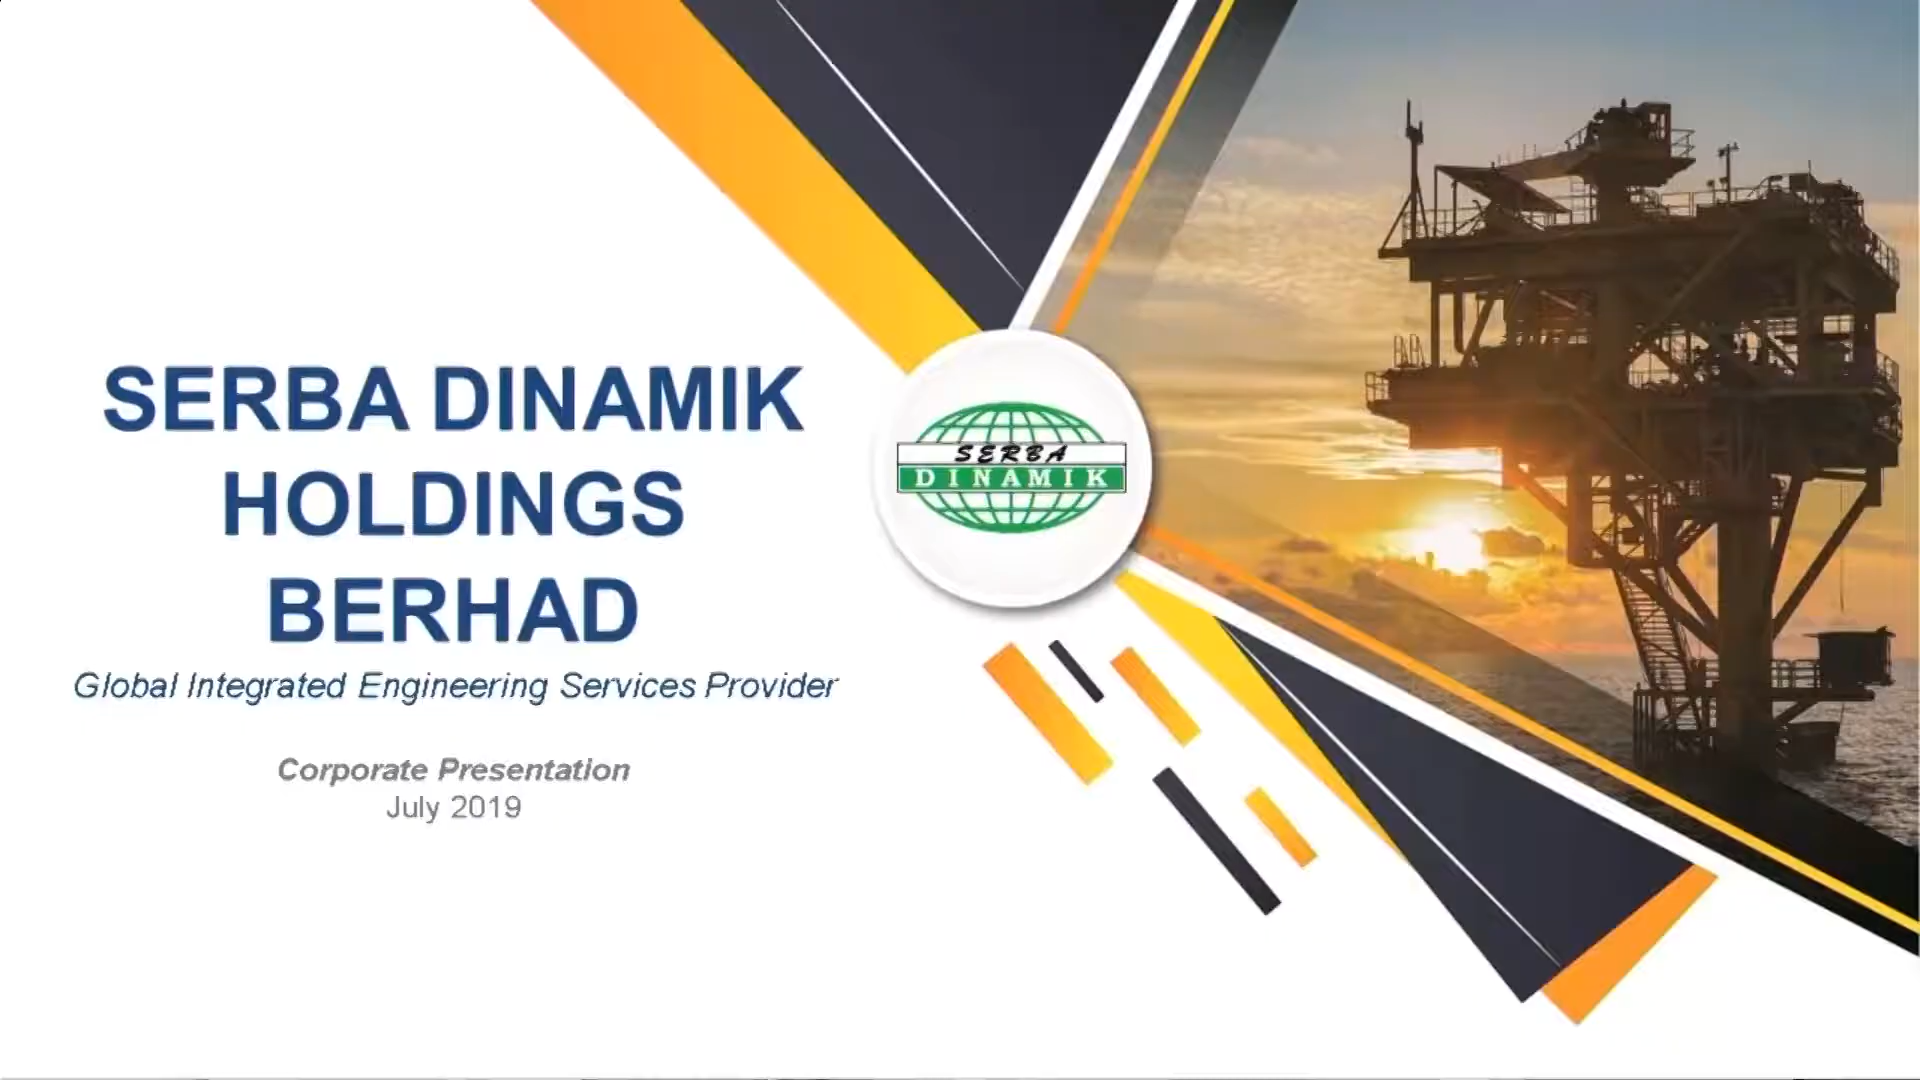 SERBA DINAMIK
HOLDINGS
BERHAD
Global Integrated Engineering Services Provider
Corporate Presentation
July 2019
SERBA
DINAMIK